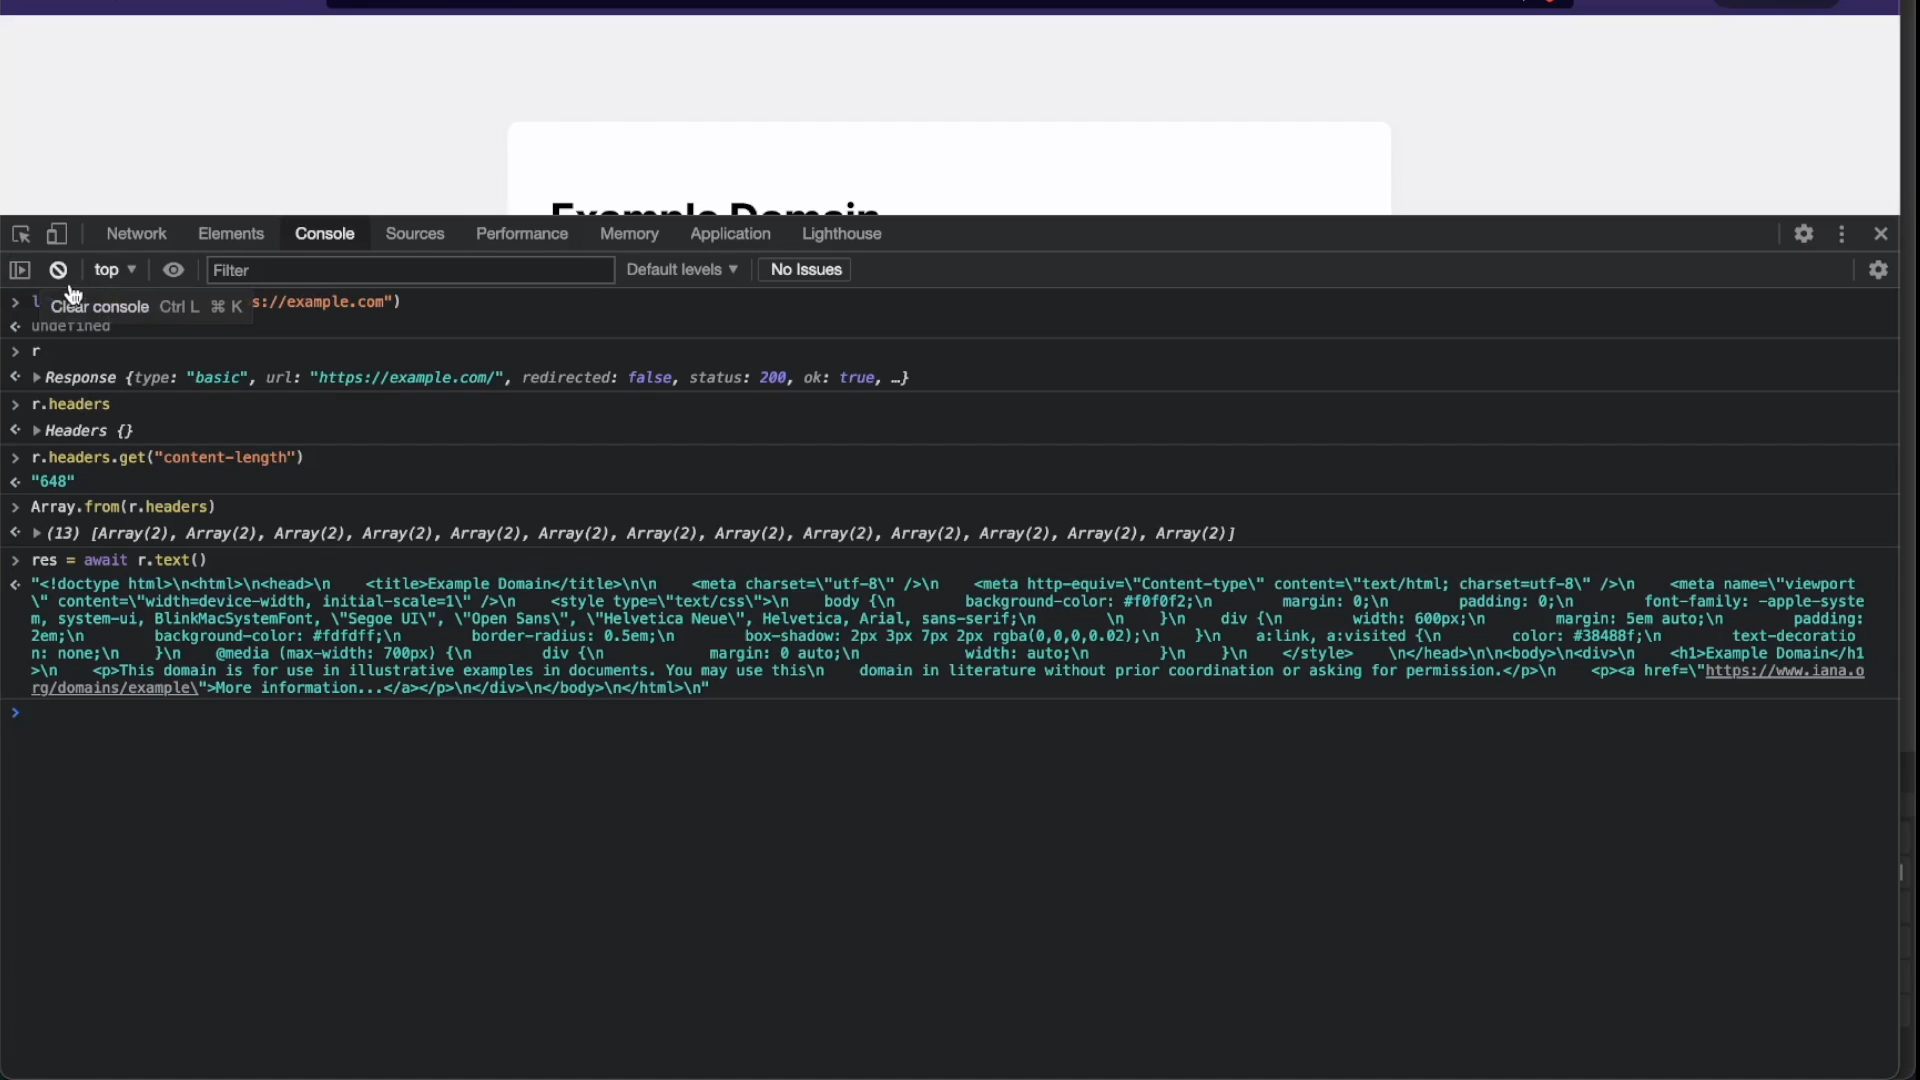 Example Domain
Network Elements Console Sources Performance Memory Application Lighthouse
top Filter Default levels No Issues
> l s://example.com")
Clear console Ctrl L ⌘ K
undefined
> r
Response {type: "basic", url: "https://example.com/", redirected: false, status: 200, ok: true, …}
> r.headers
Headers {}
> r.headers.get("content-length")
"648"
> Array.from(r.headers)
(13) [Array(2), Array(2), Array(2), Array(2), Array(2), Array(2), Array(2), Array(2), Array(2), Array(2), Array(2), Array(2), Array(2)]
> res = await r.text()
"<!doctype html>\n<html>\n<head>\n    <title>Example Domain</title>\n\n    <meta charset=\"utf-8\" />\n    <meta http-equiv=\"Content-type\" content=\"text/html; charset=utf-8\" />\n    <meta name=\"viewport
\" content=\"width=device-width, initial-scale=1\" />\n    <style type=\"text/css\">\n    body {\n        background-color: #f0f0f2;\n        margin: 0;\n        padding: 0;\n        font-family: -apple-syste
m, system-ui, BlinkMacSystemFont, \"Segoe UI\", \"Open Sans\", \"Helvetica Neue\", Helvetica, Arial, sans-serif;\n        \n    }\n    div {\n        width: 600px;\n        margin: 5em auto;\n        padding:
2em;\n        background-color: #fdfdff;\n        border-radius: 0.5em;\n        box-shadow: 2px 3px 7px 2px rgba(0,0,0,0.02);\n    }\n    a:link, a:visited {\n        color: #38488f;\n        text-decoratio
n: none;\n    }\n    @media (max-width: 700px) {\n        div {\n            margin: 0 auto;\n            width: auto;\n        }\n    }\n    </style>    \n</head>\n\n<body>\n<div>\n    <h1>Example Domain</h1
>\n    <p>This domain is for use in illustrative examples in documents. You may use this\n    domain in literature without prior coordination or asking for permission.</p>\n    <p><a href=\"https://www.iana.o
rg/domains/example\">More information...</a></p>\n</div>\n</body>\n</html>\n"
>